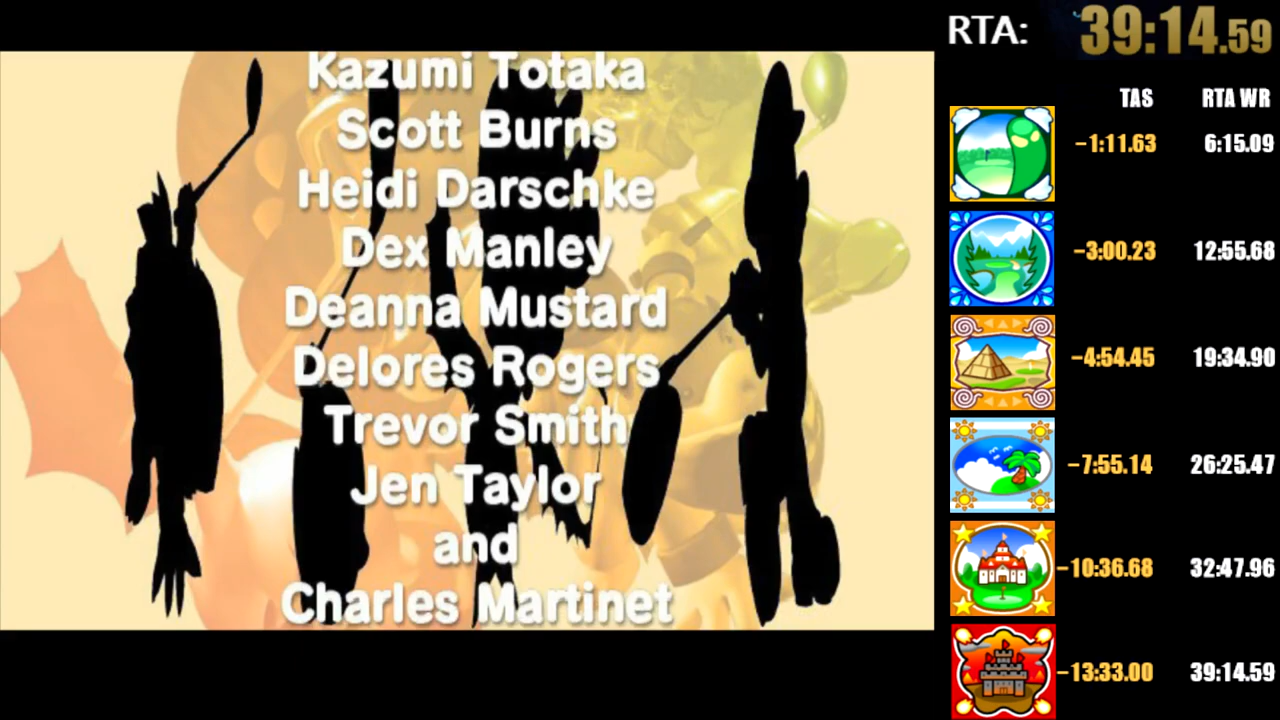 Kazumi Totaka
Scott Burns
Heidi Darschke
Dex Manley
Deanna Mustard
Delores Rogers
Trevor Smith
Jen Taylor
and
Charles Martinet
RTA: 39:14.59
TAS RTA WR
-1:11.63 6:15.09
-3:00.23 12:55.68
-4:54.45 19:34.90
-7:55.14 26:25.47
-10:36.68 32:47.96
-13:33.00 39:14.59